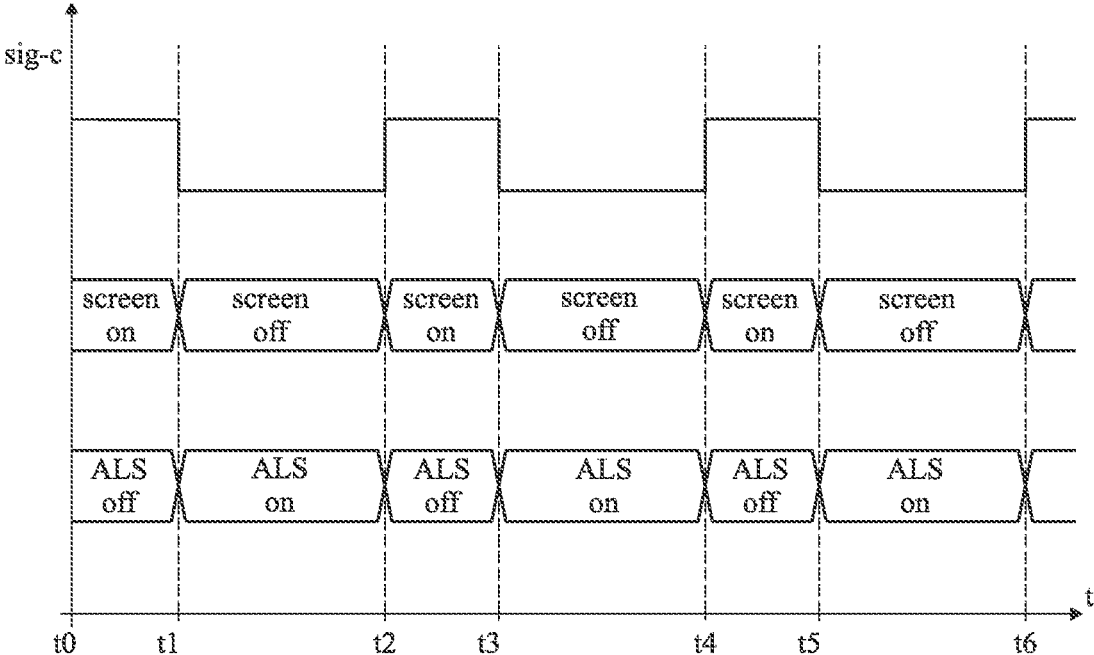 sig-c
screen on
screen off
screen on
screen off
screen on
screen off
ALS off
ALS on
ALS off
ALS on
ALS off
ALS on
t
t0 t1 t2 t3 t4 t5 t6